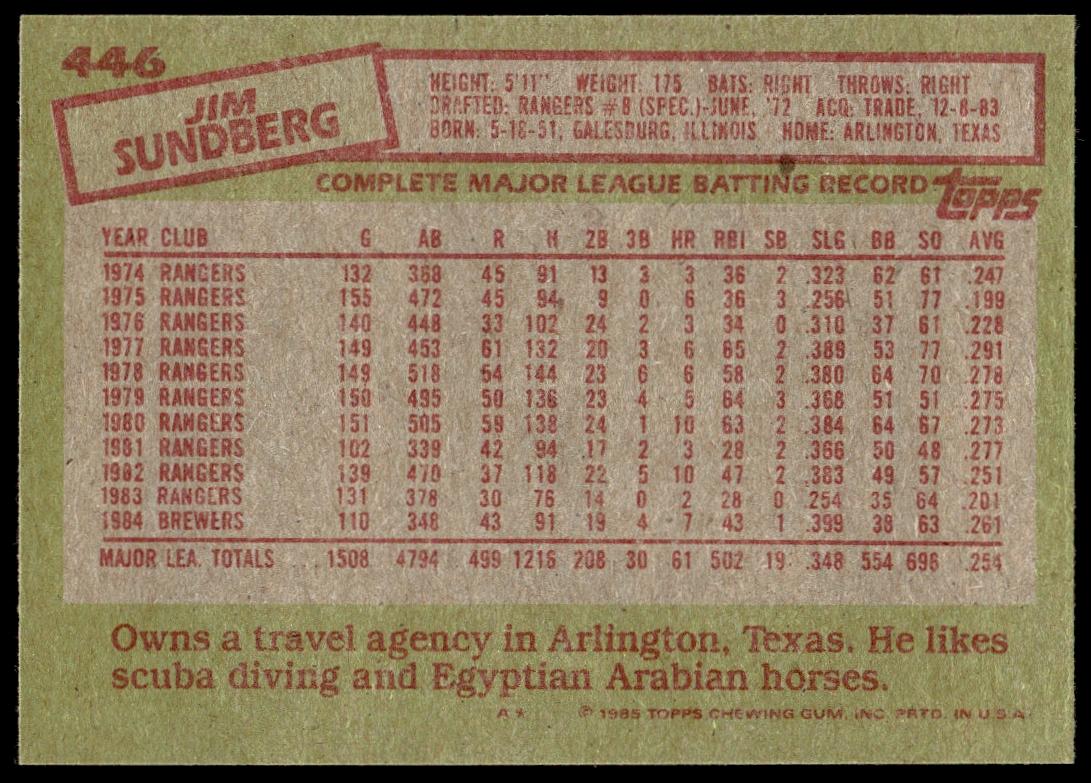 446
JIM
SUNDBERG
HEIGHT: 5'11" WEIGHT: 175 BATS: RIGHT THROWS: RIGHT
DRAFTED: RANGERS #8 (SPEC.)-JUNE, '72 ACQ: TRADE, 12-8-83
BORN: 5-18-51, GALESBURG, ILLINOIS HOME: ARLINGTON, TEXAS
COMPLETE MAJOR LEAGUE BATTING RECORD topps
YEAR CLUB G AB R H 2B 3B HR RBI SB SLG BB SO AVG
1974 RANGERS 132 368 45 91 13 3 3 36 2 .323 62 61 .247
1975 RANGERS 155 472 45 94 9 0 6 36 3 .256 51 77 .199
1976 RANGERS 140 448 33 102 24 2 3 34 0 .310 37 61 .228
1977 RANGERS 149 453 61 132 20 3 6 65 2 .389 53 77 .291
1978 RANGERS 149 518 54 144 23 6 6 58 2 .380 64 70 .278
1979 RANGERS 150 495 50 136 23 4 5 64 3 .368 51 51 .275
1980 RANGERS 151 505 59 138 24 1 10 63 2 .384 64 67 .273
1981 RANGERS 102 339 42 94 17 2 3 28 2 .366 50 48 .277
1982 RANGERS 139 470 37 118 22 5 10 47 2 .383 49 57 .251
1983 RANGERS 131 378 30 76 14 0 2 28 0 .254 35 64 .201
1984 BREWERS 110 348 43 91 19 4 7 43 1 .399 38 63 .261
MAJOR LEA. TOTALS 1508 4794 499 1216 208 30 61 502 19 .348 554 696 .254
Owns a travel agency in Arlington, Texas. He likes
scuba diving and Egyptian Arabian horses.
A* © 1985 TOPPS CHEWING GUM, INC. PRTD. IN U.S.A.